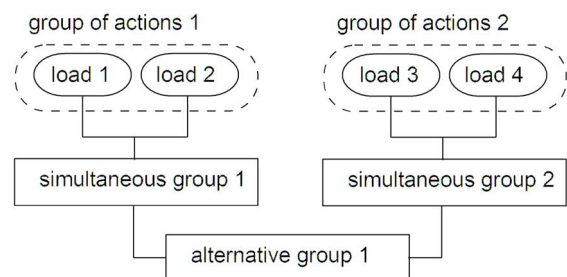 group of actions 1
group of actions 2
load 1
load 2
load 3
load 4
simultaneous group 1
simultaneous group 2
alternative group 1